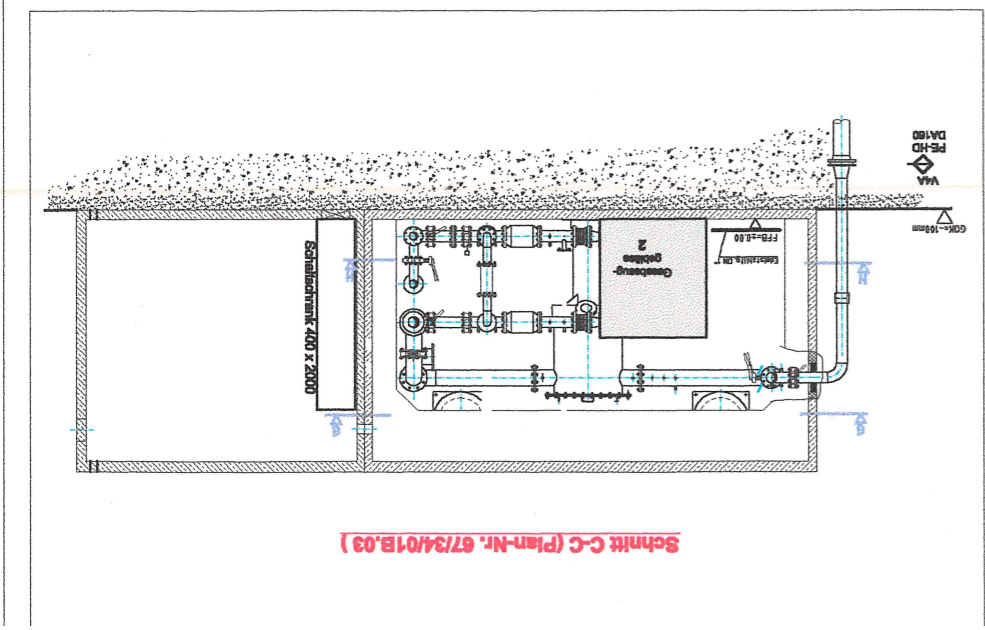 Schnitt C-C (Plan-Nr. 67/34/01B.03 )
Schaltschrank 400 x 2000
Gasabsaug-
gebläse
2
FFB=±0.00
GOK=-100mm
V4A
PE-HD
DA160